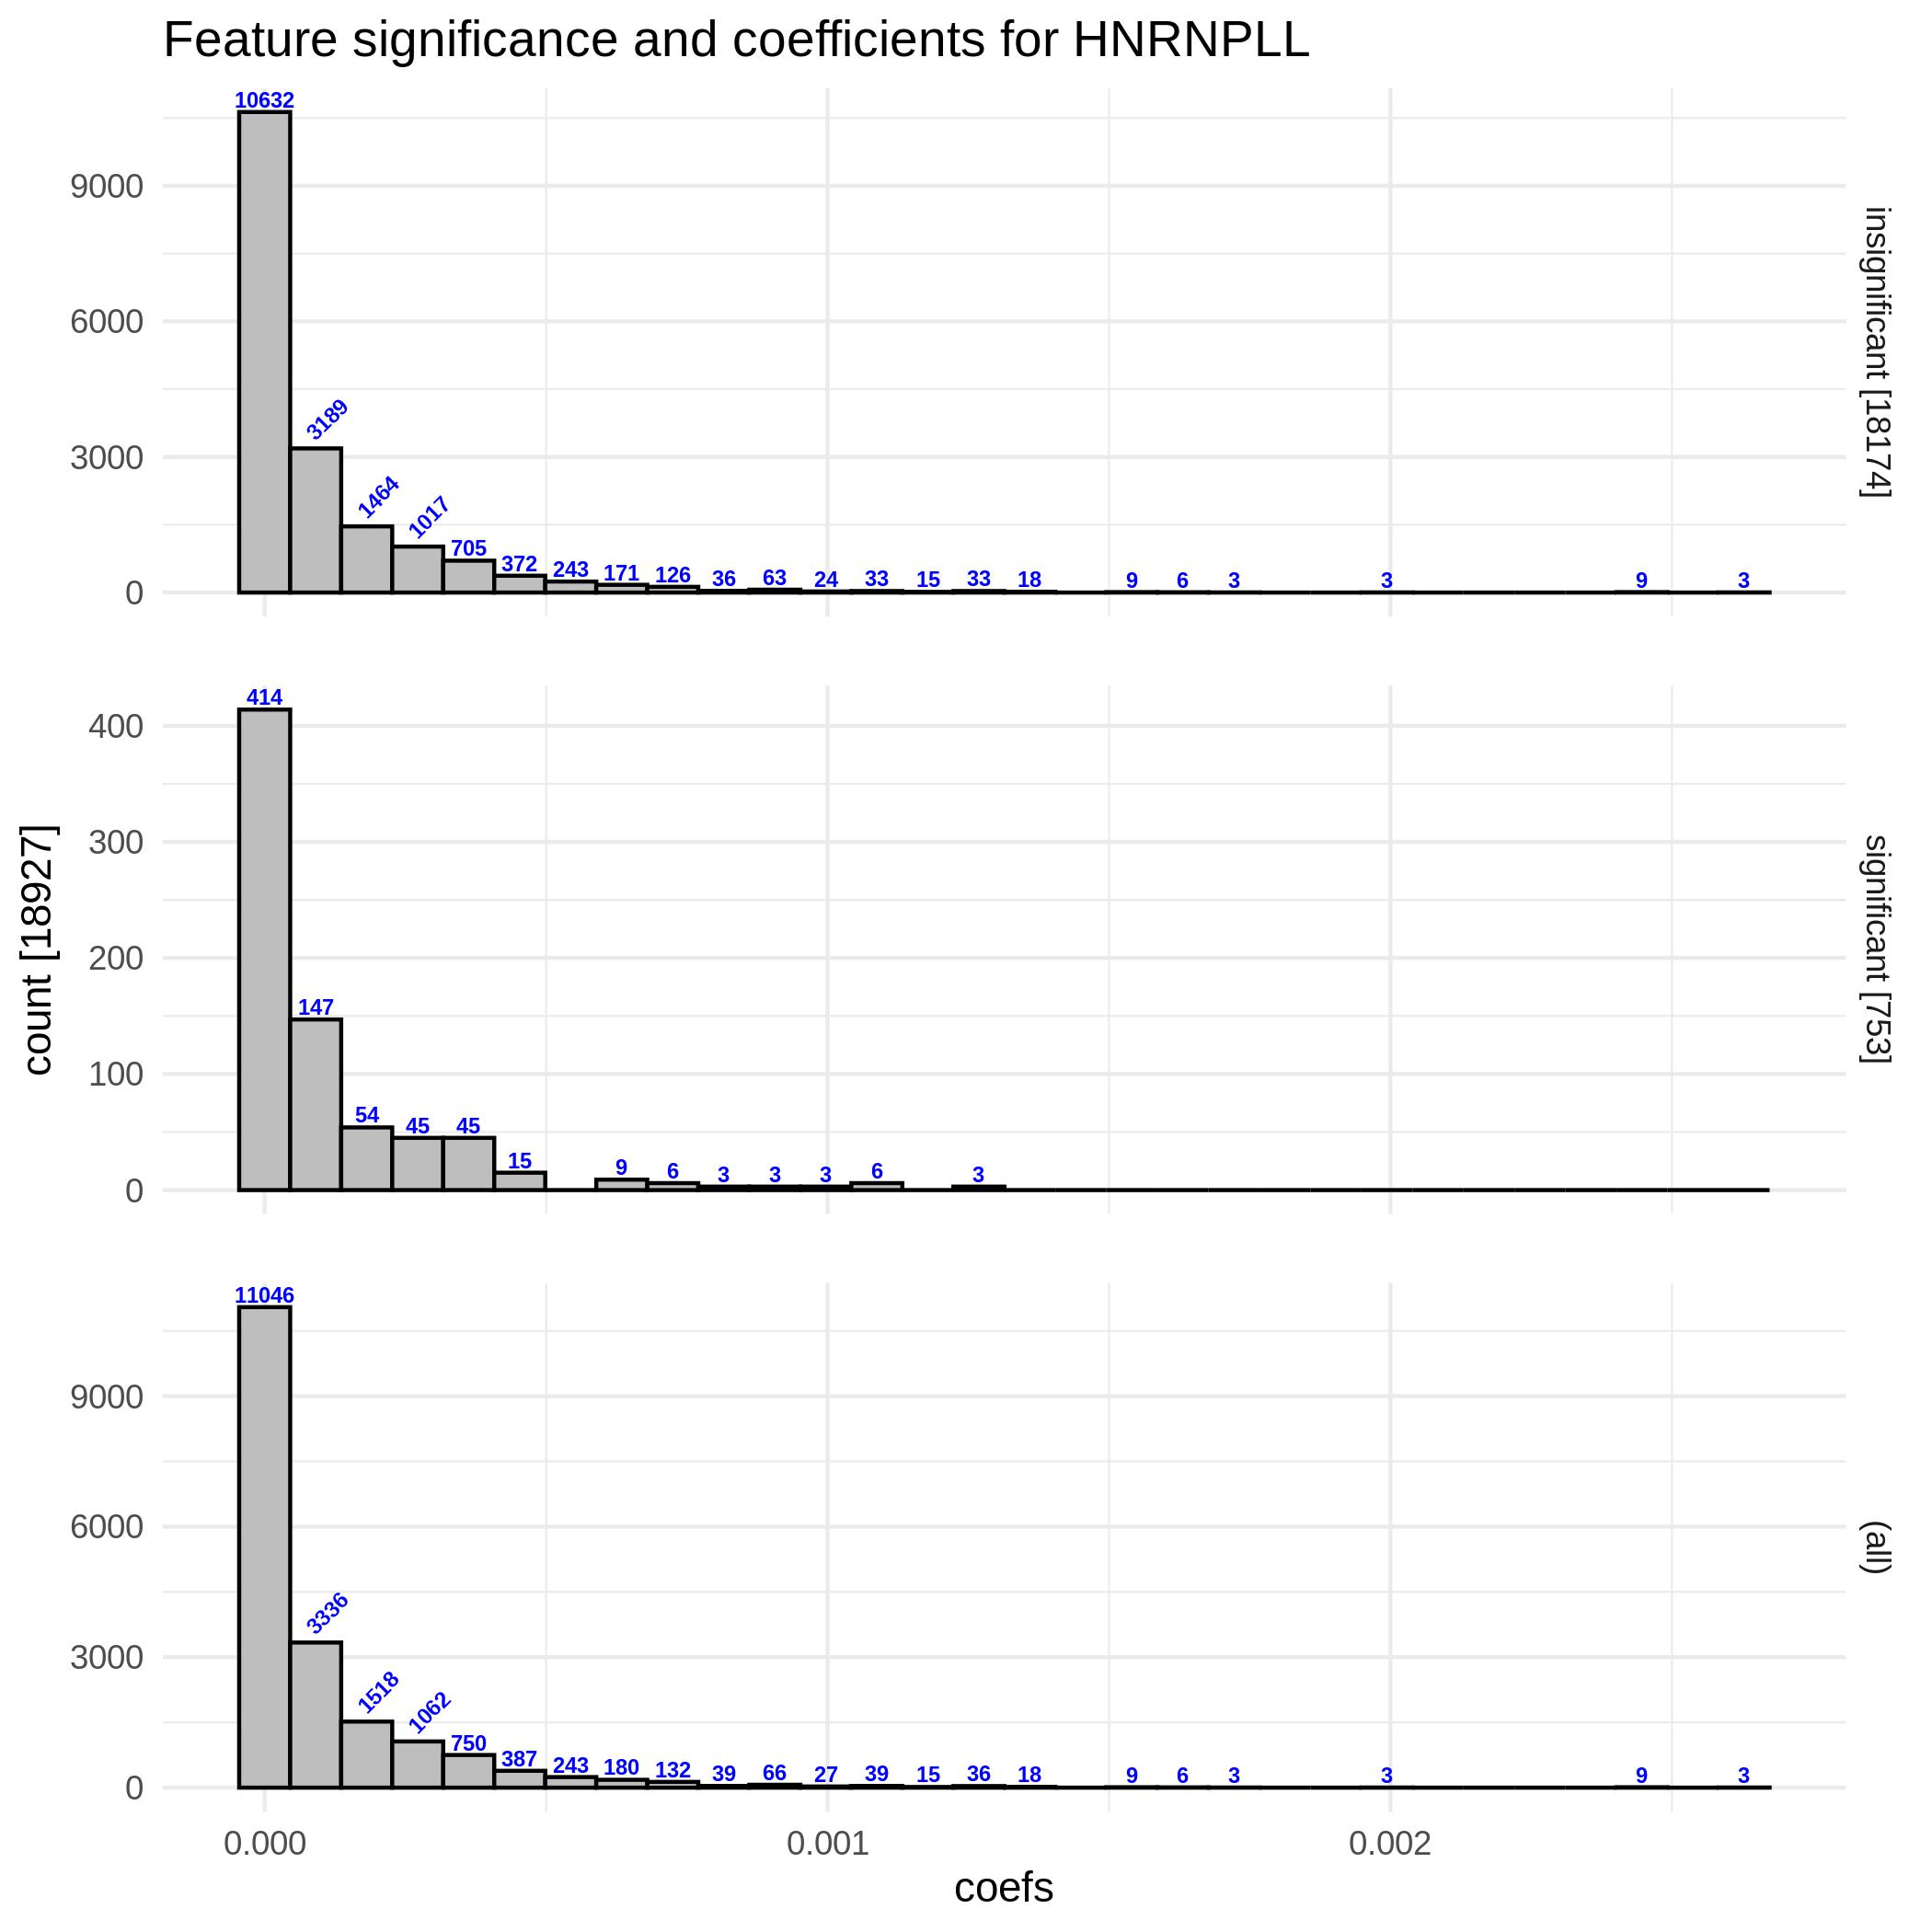 Feature significance and coefficients for HNRNPLL
count [18927]
10632
3189
1464
1017
705 372 243 171 126 36 63 24 33 15 33 18 9 6 3 3 9 3
9000
6000
3000
0
insignificant [18174]
414
147
54 45 45 15 9 6 3 3 3 6 3
400
300
200
100
0
significant [753]
11046
3336
1518
1062
750 387 243 180 132 39 66 27 39 15 36 18 9 6 3 3 9 3
9000
6000
3000
0
(all)
0.000 0.001 0.002
coefs